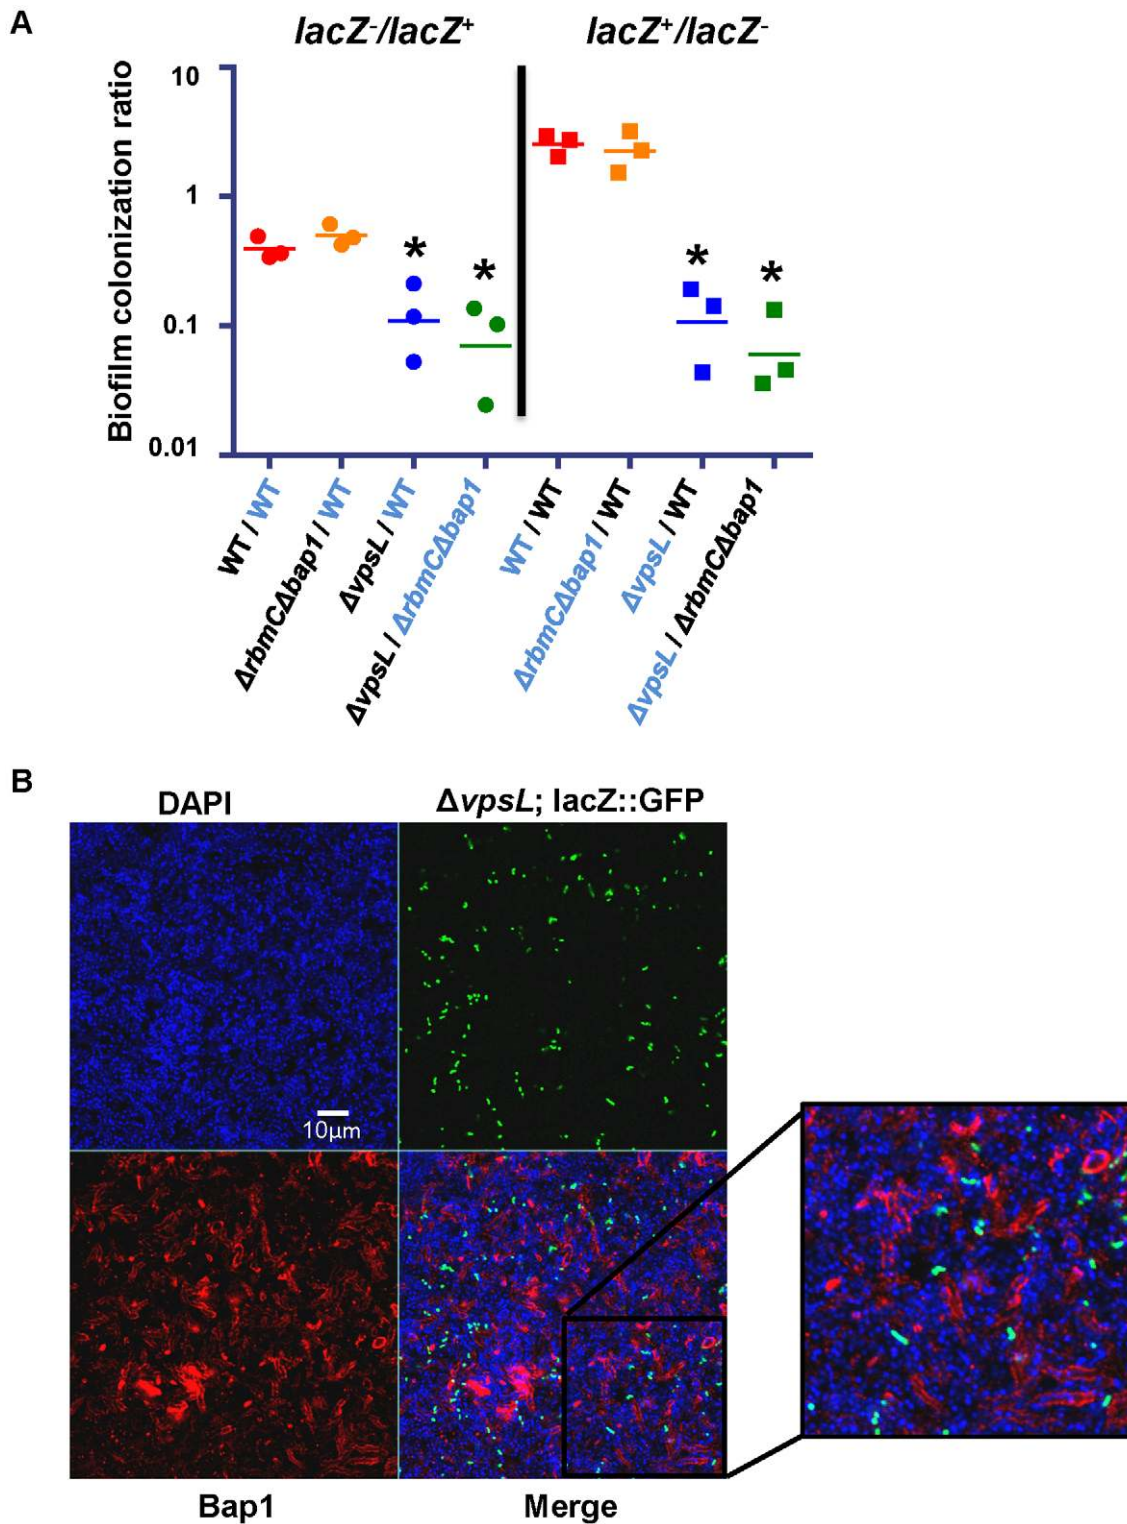 A
lacZ⁻/lacZ⁺
lacZ⁺/lacZ⁻
Biofilm colonization ratio
10
1
0.1
0.01
*
*
*
*
WT / WT
ΔrbmCΔbap1 / WT
ΔvpsL / WT
ΔvpsL / ΔrbmCΔbap1
WT / WT
ΔrbmCΔbap1 / WT
ΔvpsL / WT
ΔvpsL / ΔrbmCΔbap1
B
DAPI
ΔvpsL; lacZ::GFP
10µm
Bap1
Merge